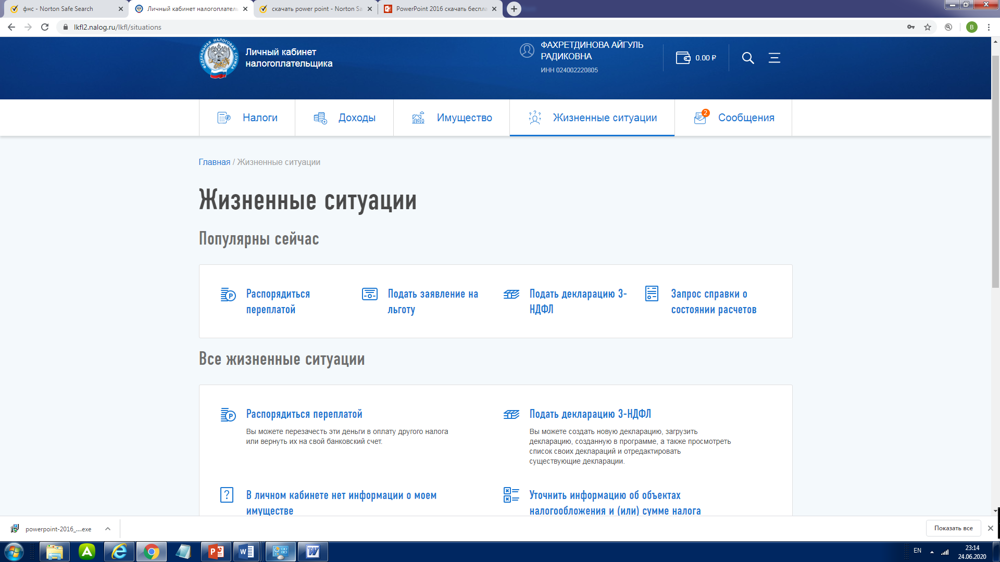 фнс - Norton Safe Search
Личный кабинет налогоплатель
скачать power point - Norton Sa
PowerPoint 2016 скачать беспла
lkfl2.nalog.ru/lkfl/situations
B
ФЕДЕРАЛЬНАЯ НАЛОГОВАЯ СЛУЖБА
Личный кабинет
налогоплательщика
ФАХРЕТДИНОВА АЙГУЛЬ
РАДИКОВНА
ИНН 024002220805
0.00 ₽
Налоги
Доходы
Имущество
Жизненные ситуации
2
Сообщения
Главная / Жизненные ситуации
Жизненные ситуации
Популярны сейчас
Распорядиться
переплатой
Подать заявление на
льготу
Подать декларацию 3-
НДФЛ
Запрос справки о
состоянии расчетов
Все жизненные ситуации
Распорядиться переплатой
Вы можете перезачесть эти деньги в оплату другого налога
или вернуть их на свой банковский счет.
Подать декларацию 3-НДФЛ
Вы можете создать новую декларацию, загрузить
декларацию, созданную в программе, а также просмотреть
список своих деклараций и отредактировать
существующие декларации.
В личном кабинете нет информации о моем
имуществе
Уточнить информацию об объектах
налогообложения и (или) сумме налога
powerpoint-2016_....exe
Показать все
EN
23:14
24.06.2020